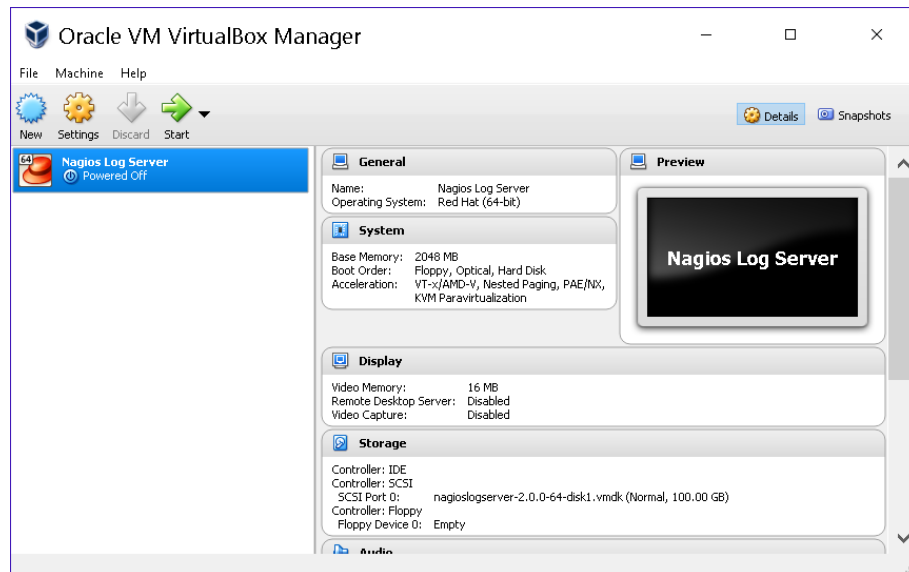 Oracle VM VirtualBox Manager
File Machine Help
New Settings Discard Start
Details Snapshots
64
Nagios Log Server
Powered Off
General
Name: Nagios Log Server
Operating System: Red Hat (64-bit)
System
Base Memory: 2048 MB
Boot Order: Floppy, Optical, Hard Disk
Acceleration: VT-x/AMD-V, Nested Paging, PAE/NX,
KVM Paravirtualization
Preview
Nagios Log Server
Display
Video Memory: 16 MB
Remote Desktop Server: Disabled
Video Capture: Disabled
Storage
Controller: IDE
Controller: SCSI
SCSI Port 0: nagioslogserver-2.0.0-64-disk1.vmdk (Normal, 100.00 GB)
Controller: Floppy
Floppy Device 0: Empty
Audio